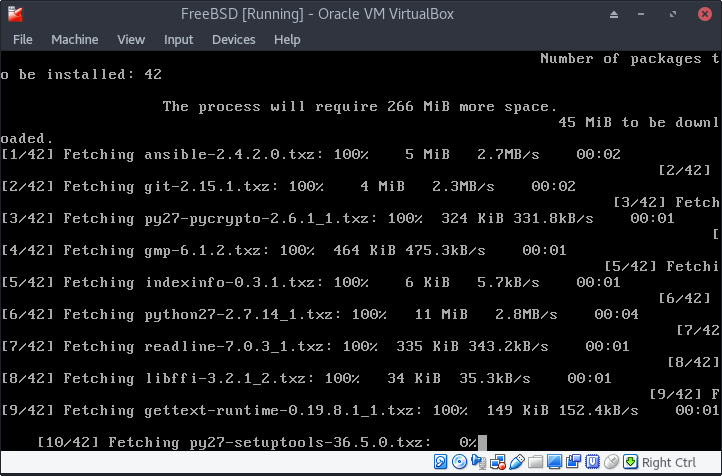 FreeBSD [Running] - Oracle VM VirtualBox
File Machine View Input Devices Help
Number of packages t
o be installed: 42
The process will require 266 MiB more space.
45 MiB to be downl
oaded.
[1/42] Fetching ansible-2.4.2.0.txz: 100% 5 MiB 2.7MB/s 00:02
[2/42]
[2/42] Fetching git-2.15.1.txz: 100% 4 MiB 2.3MB/s 00:02
[3/42] Fetch
[3/42] Fetching py27-pycrypto-2.6.1_1.txz: 100% 324 KiB 331.8kB/s 00:01
[
[4/42] Fetching gmp-6.1.2.txz: 100% 464 KiB 475.3kB/s 00:01
[5/42] Fetchi
[5/42] Fetching indexinfo-0.3.1.txz: 100% 6 KiB 5.7kB/s 00:01
[6/42]
[6/42] Fetching python27-2.7.14_1.txz: 100% 11 MiB 2.8MB/s 00:04
[7/42
[7/42] Fetching readline-7.0.3_1.txz: 100% 335 KiB 343.2kB/s 00:01
[8/42]
[8/42] Fetching libffi-3.2.1_2.txz: 100% 34 KiB 35.3kB/s 00:01
[9/42] F
[9/42] Fetching gettext-runtime-0.19.8.1_1.txz: 100% 149 KiB 152.4kB/s 00:01
[10/42] Fetching py27-setuptools-36.5.0.txz: 0%
Right Ctrl